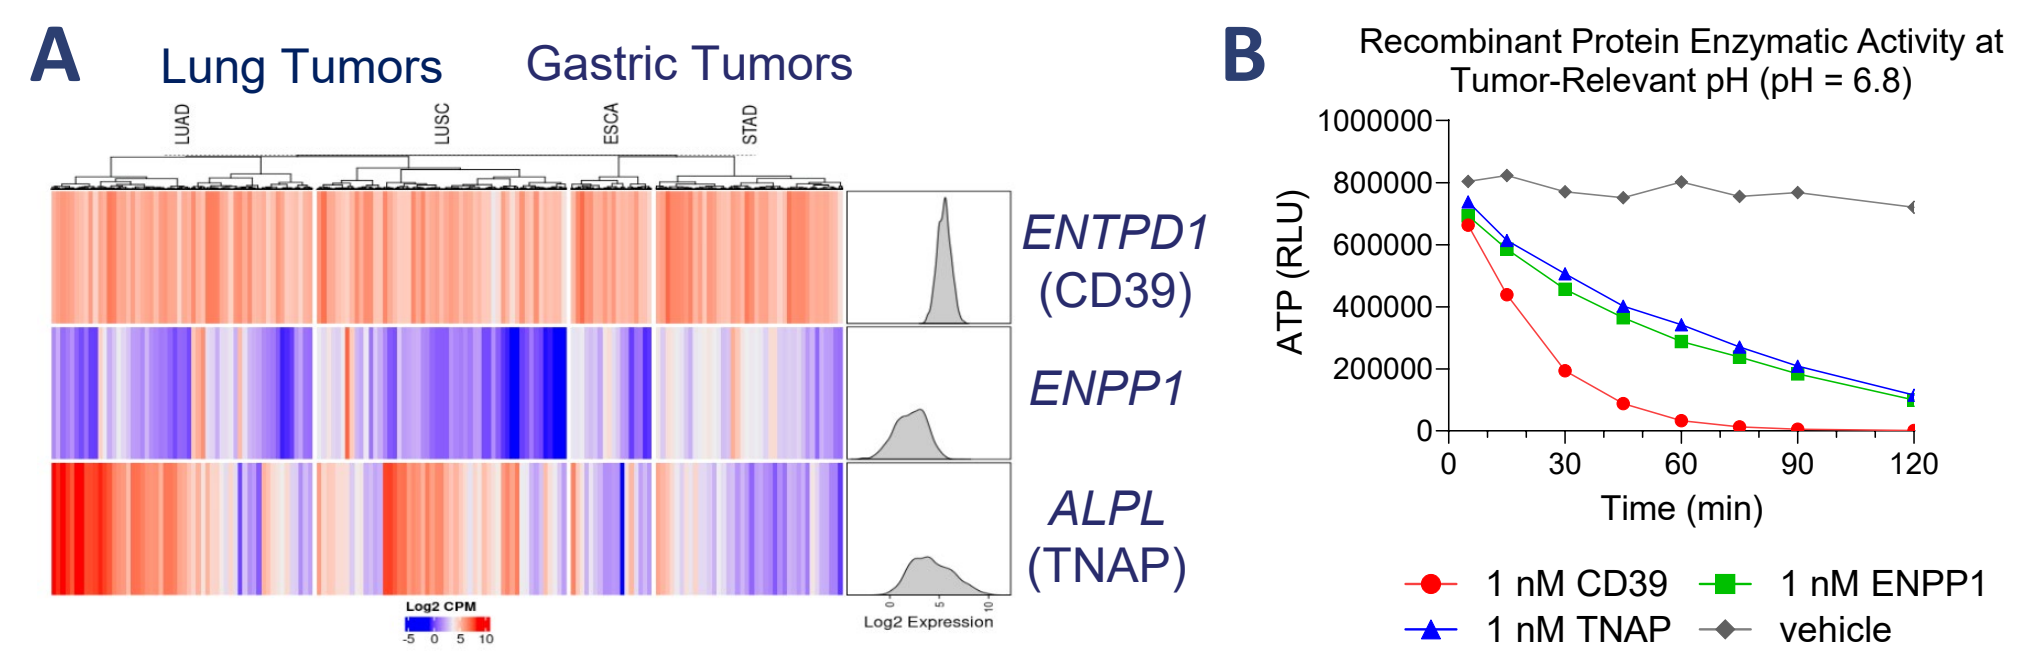 A
Lung Tumors
Gastric Tumors
LUAD
LUSC
ESCA
STAD
ENTPD1
(CD39)
ENPP1
ALPL
(TNAP)
Log2 CPM
-5 0 5 10
0 5 10
Log2 Expression
B
Recombinant Protein Enzymatic Activity at
Tumor-Relevant pH (pH = 6.8)
ATP (RLU)
1000000
800000
600000
400000
200000
0
0 30 60 90 120
Time (min)
1 nM CD39
1 nM ENPP1
1 nM TNAP
vehicle